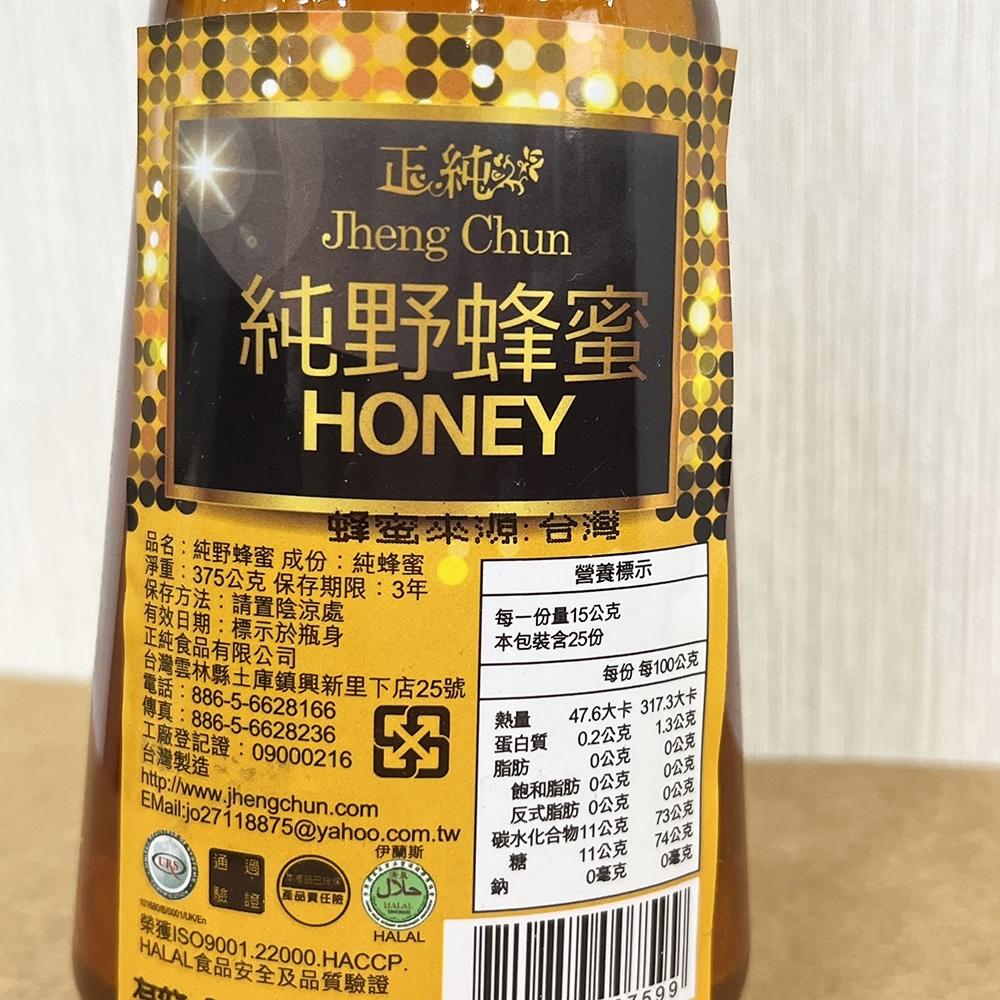 正純
Jheng Chun
純野蜂蜜
HONEY
蜂蜜來源:台灣
品名：純野蜂蜜 成份：純蜂蜜
淨重：375公克 保存期限：3年
保存方法：請置陰涼處
有效日期：標示於瓶身
正純食品有限公司
台灣雲林縣土庫鎮興新里下店25號
電話：886-5-6628166
傳真：886-5-6628236
工廠登記證：09000216
台灣製造
http://www.jhengchun.com
EMail:jo27118875@yahoo.com.tw
營養標示
每一份量15公克
本包裝含25份
每份 每100公克
熱量 47.6大卡 317.3大卡
蛋白質 0.2公克 1.3公克
脂肪 0公克 0公克
飽和脂肪 0公克 0公克
反式脂肪 0公克 0公克
碳水化合物 11公克 73公克
糖 11公克 74公克
鈉 0毫克 0毫克
URS
通過
驗證
本產品已投保
產品責任險
伊蘭斯
HALAL
HALAL
101680/B/0001/UK/En
榮獲ISO9001.22000.HACCP.
HALAL食品安全及品質驗證
7599